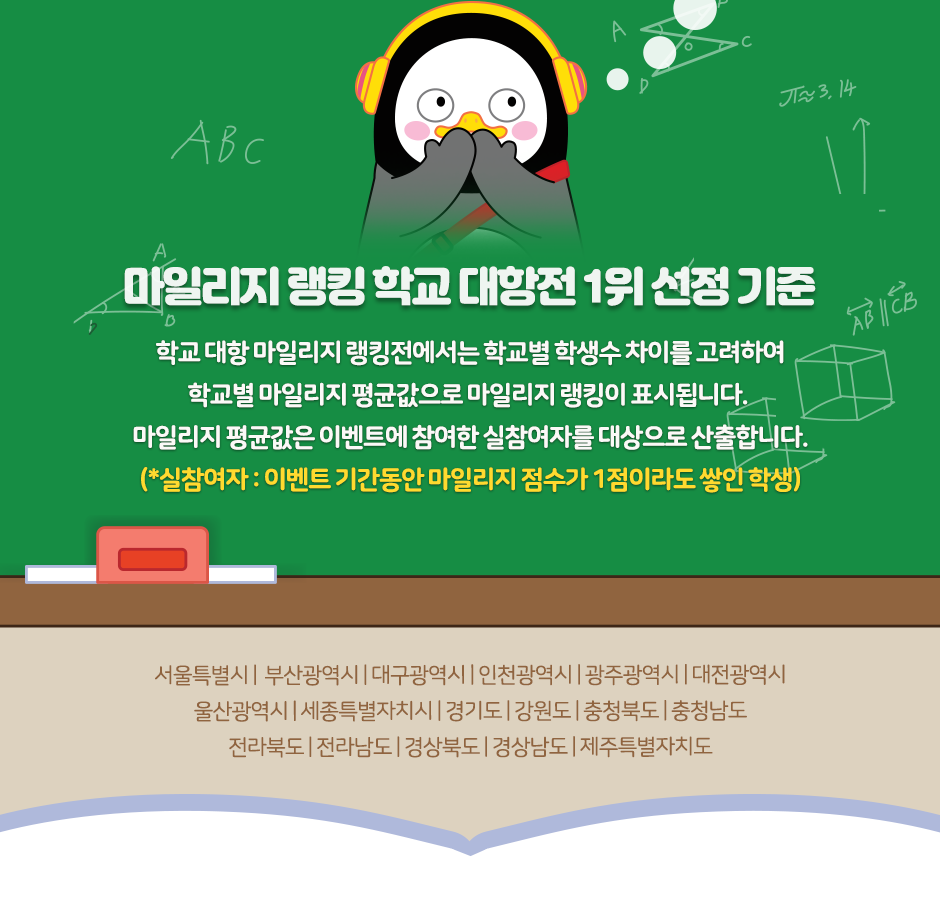 A
B
C
D
π≈3.14
ABC
A
B
D
AB∥CB
마일리지 랭킹 학교 대항전 1위 선정 기준
학교 대항 마일리지 랭킹전에서는 학교별 학생수 차이를 고려하여
학교별 마일리지 평균값으로 마일리지 랭킹이 표시됩니다.
마일리지 평균값은 이벤트에 참여한 실참여자를 대상으로 산출합니다.
(*실참여자 : 이벤트 기간동안 마일리지 점수가 1점이라도 쌓인 학생)
서울특별시 | 부산광역시 | 대구광역시 | 인천광역시 | 광주광역시 | 대전광역시
울산광역시 | 세종특별자치시 | 경기도 | 강원도 | 충청북도 | 충청남도
전라북도 | 전라남도 | 경상북도 | 경상남도 | 제주특별자치도